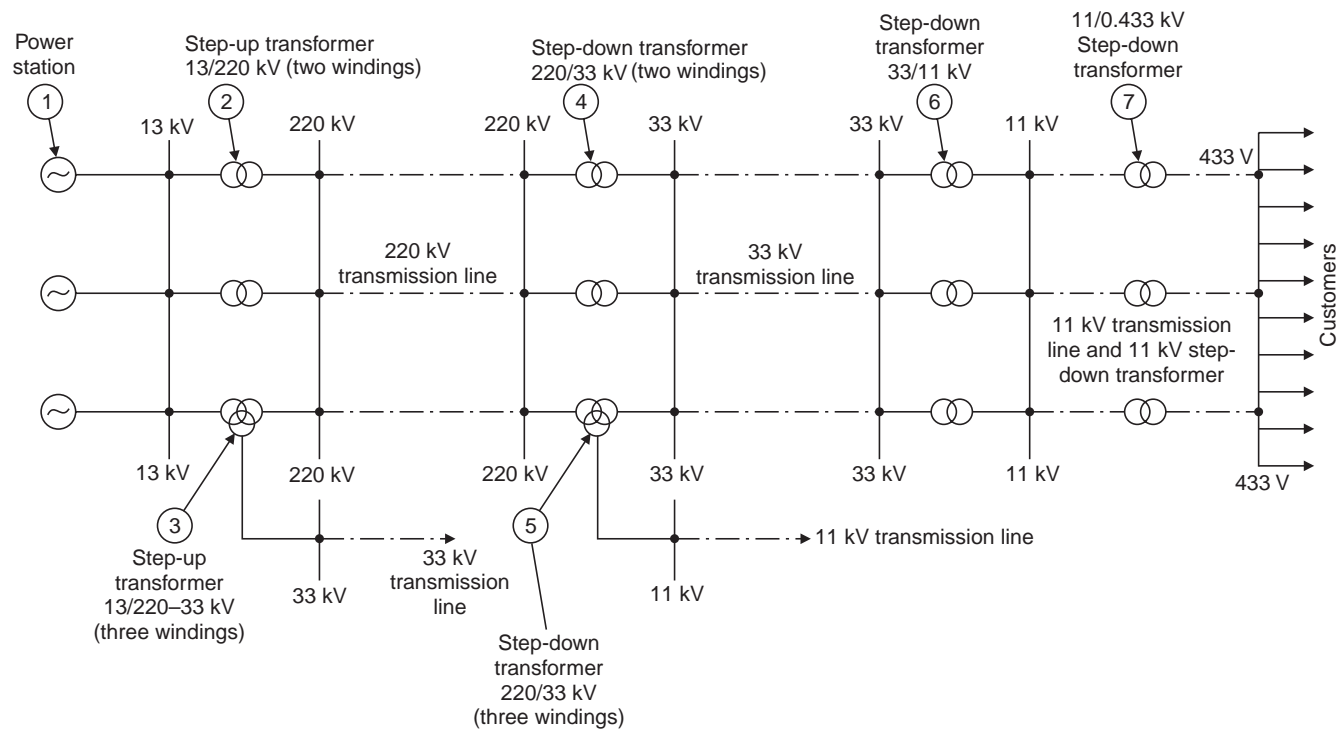 Power
station
1
Step-up transformer
13/220 kV (two windings)
2
Step-down transformer
220/33 kV (two windings)
4
Step-down
transformer
33/11 kV
6
11/0.433 kV
Step-down
transformer
7
13 kV
220 kV
220 kV
33 kV
33 kV
11 kV
433 V
220 kV
transmission line
33 kV
transmission line
11 kV transmission
line and 11 kV step-
down transformer
Customers
13 kV
220 kV
220 kV
33 kV
33 kV
11 kV
433 V
3
Step-up
transformer
13/220–33 kV
(three windings)
33 kV
33 kV
transmission
line
5
Step-down
transformer
220/33 kV
(three windings)
11 kV
11 kV transmission line